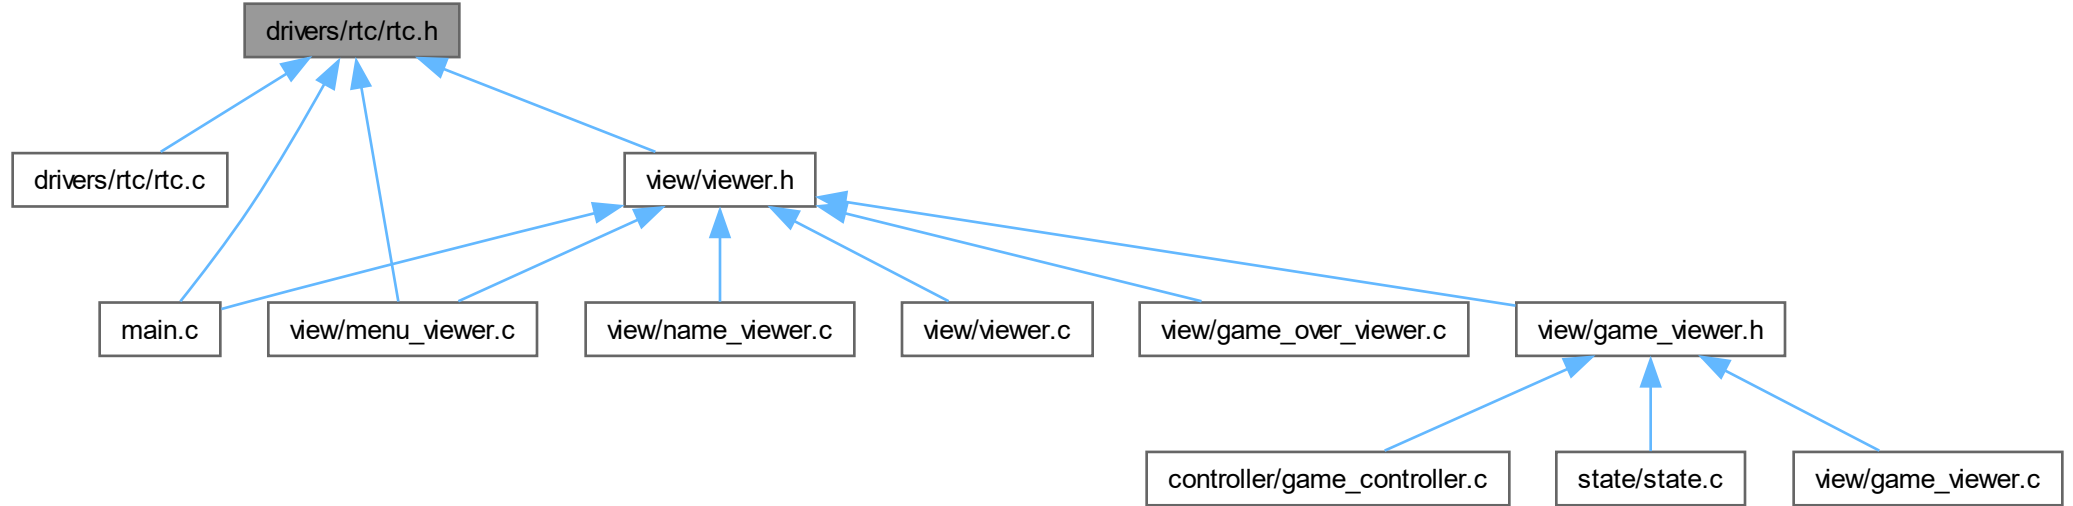 drivers/rtc/rtc.h
drivers/rtc/rtc.c
view/viewer.h
main.c
view/menu_viewer.c
view/name_viewer.c
view/viewer.c
view/game_over_viewer.c
view/game_viewer.h
controller/game_controller.c
state/state.c
view/game_viewer.c